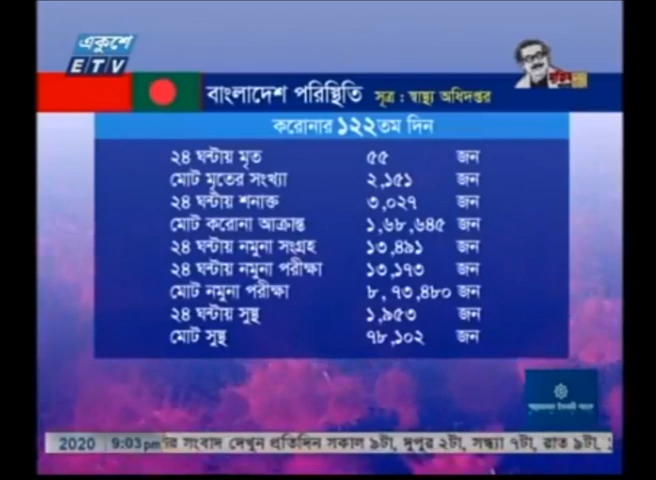 একুশে
ETV
বাংলাদেশ পরিস্থিতি সূত্র : স্বাস্থ্য অধিদপ্তর
করোনার ১২২তম দিন
২৪ ঘন্টায় মৃত ৫৫ জন
মোট মৃতের সংখ্যা ২,১৫১ জন
২৪ ঘন্টায় শনাক্ত ৩,০২৭ জন
মোট করোনা আক্রান্ত ১,৬৮,৬৪৫ জন
২৪ ঘন্টায় নমুনা সংগ্রহ ১৩,৪৯১ জন
২৪ ঘন্টায় নমুনা পরীক্ষা ১৩,১৭৩ জন
মোট নমুনা পরীক্ষা ৮,৭৩,৪৮০ জন
২৪ ঘন্টায় সুস্থ ১,৯৫৩ জন
মোট সুস্থ ৭৮,১০২ জন
2020 9:03pm সংবাদ দেখুন প্রতিদিন সকাল ৯টা, দুপুর ২টা, সন্ধ্যা ৭টা, রাত ৯টা,